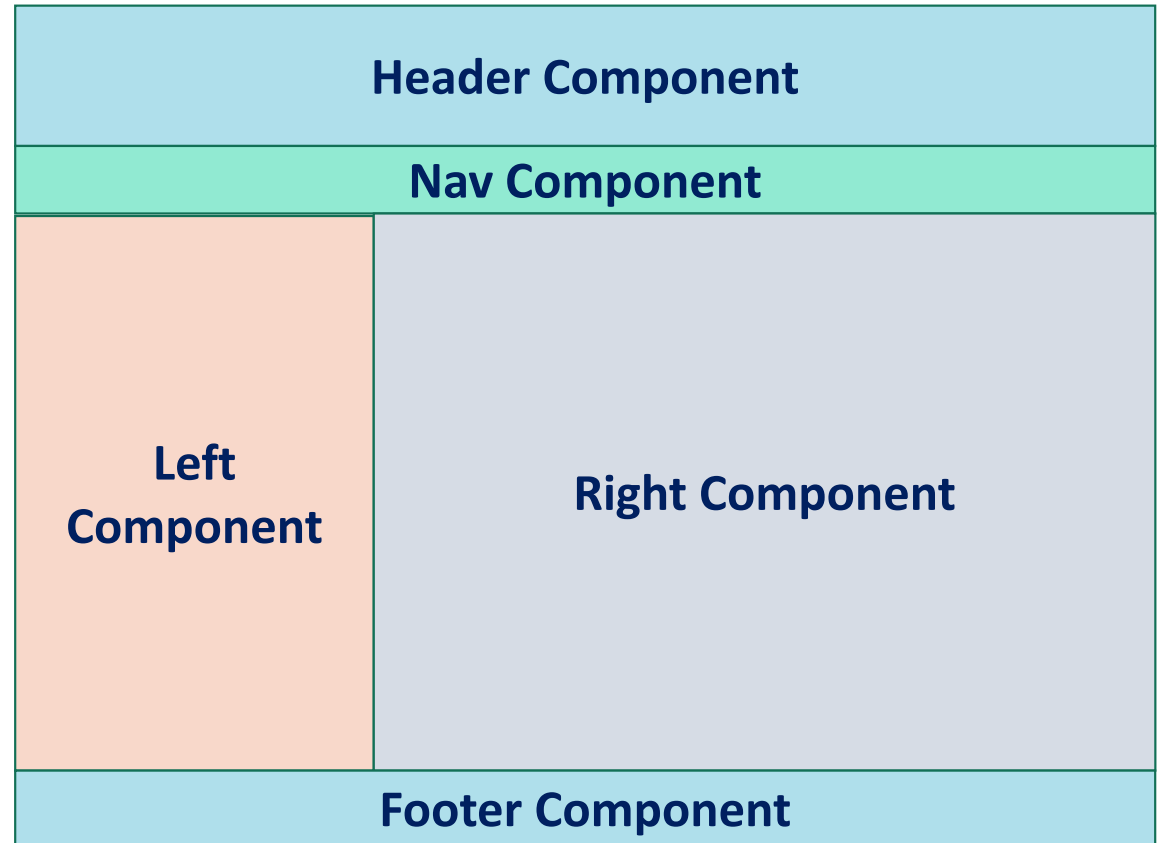 Header Component
Nav Component
Left
Component
Right Component
Footer Component